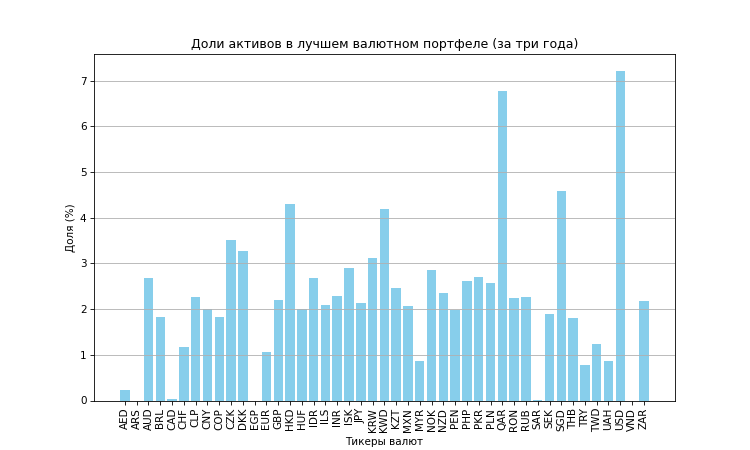 Доли активов в лучшем валютном портфеле (за три года)
Доля (%)
7
6
5
4
3
2
1
0
AED ARS AUD BRL CAD CHF CLP CNY COP CZK DKK EGP EUR GBP HKD HUF IDR ILS INR ISK JPY KRW KWD KZT MXN MYR NOK NZD PEN PHP PKR PLN QAR RON RUB SAR SEK SGD THB TRY TWD UAH USD VND ZAR
Тикеры валют